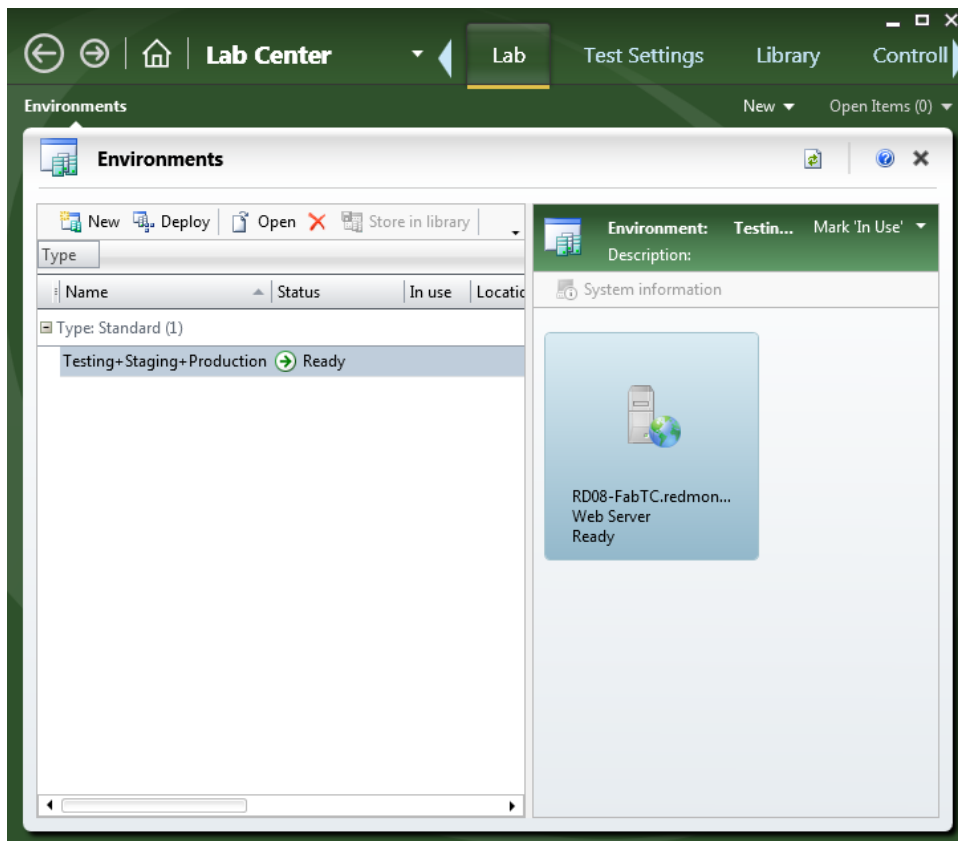 Lab Center
Lab
Test Settings
Library
Controll
Environments
New
Open Items (0)
Environments
New
Deploy
Open
Store in library
Type
Name
Status
In use
Locatic
Type: Standard (1)
Testing+Staging+Production
Ready
Environment: Testin...
Mark 'In Use'
Description:
System information
RD08-FabTC.redmon...
Web Server
Ready